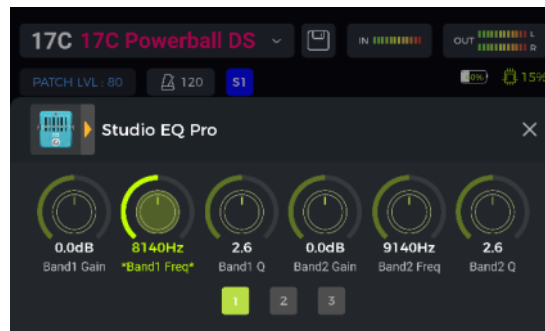 17C 17C Powerball DS
IN
OUT
L
R
PATCH LVL : 80
120
S1
0%
15%
Studio EQ Pro
0.0dB 8140Hz 2.6 0.0dB 9140Hz 2.6
Band1 Gain *Band1 Freq* Band1 Q Band2 Gain Band2 Freq Band2 Q
1 2 3